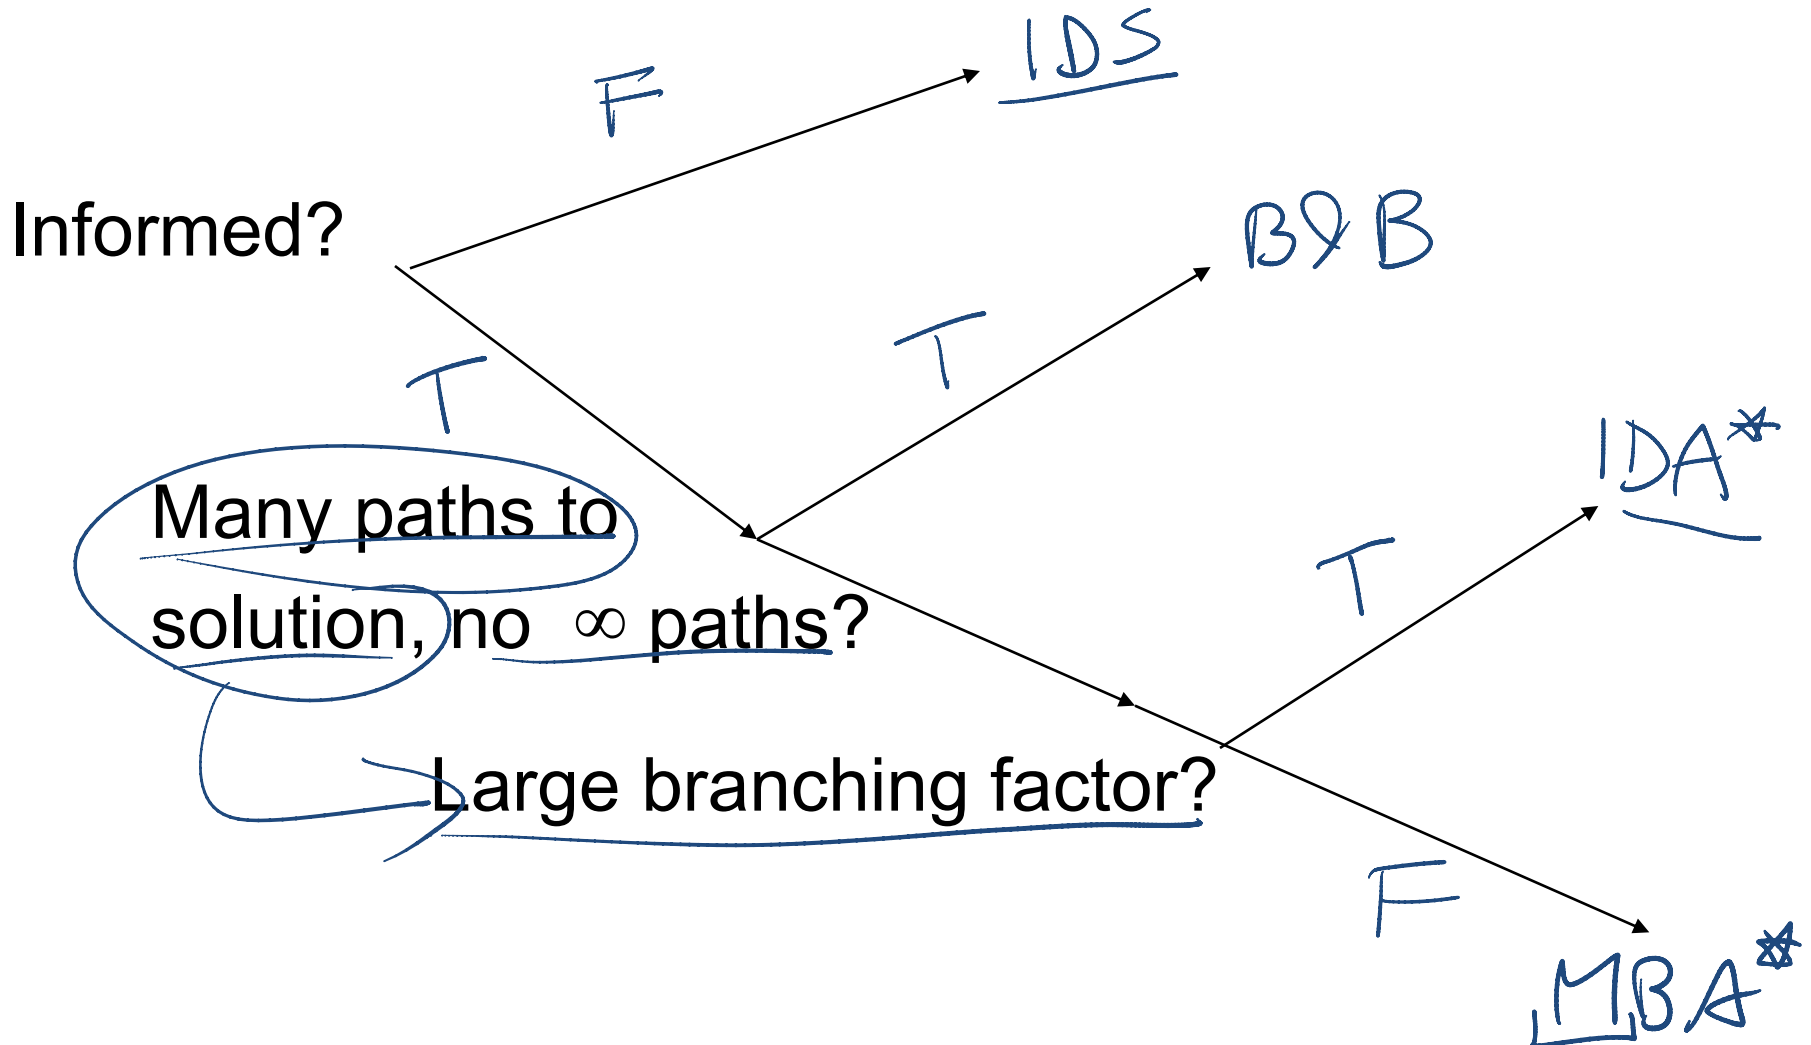 IDS
F
Informed?
B&B
T
T
IDA*
Many paths to
T
solution, no ∞ paths?
Large branching factor?
F
MBA*